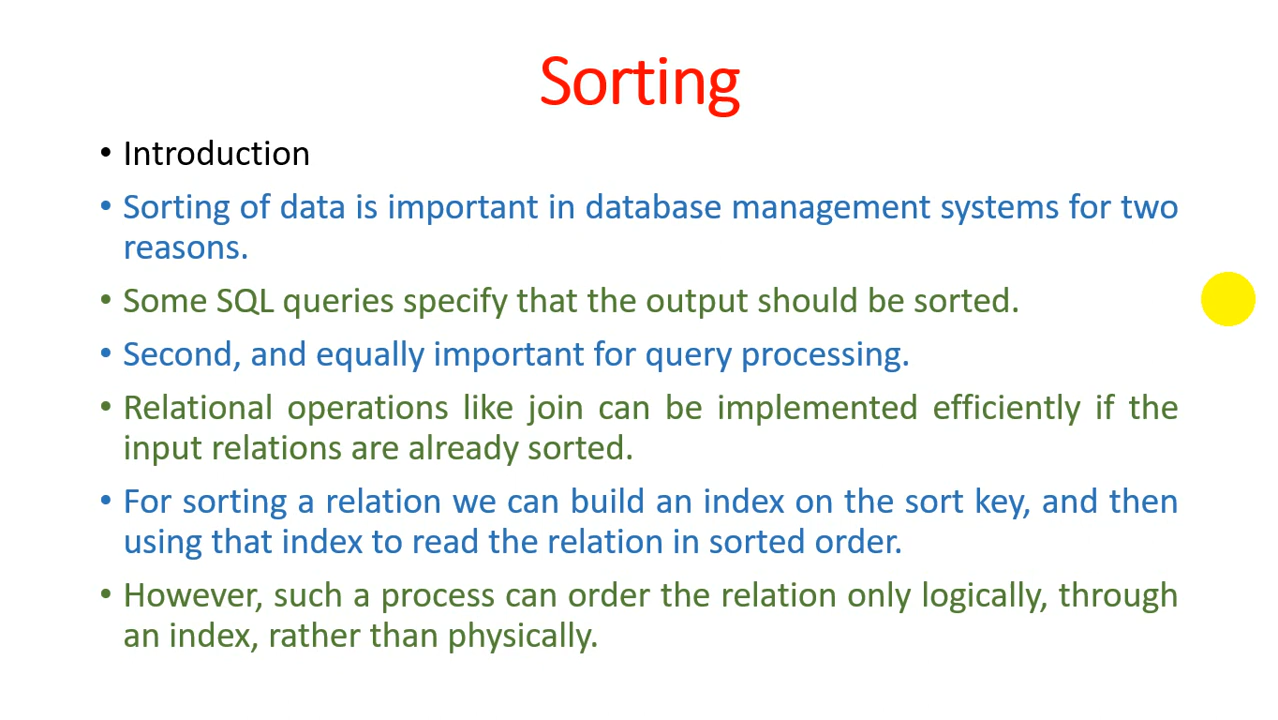 Sorting
• Introduction
• Sorting of data is important in database management systems for two
reasons.
• Some SQL queries specify that the output should be sorted.
• Second, and equally important for query processing.
• Relational operations like join can be implemented efficiently if the
input relations are already sorted.
• For sorting a relation we can build an index on the sort key, and then
using that index to read the relation in sorted order.
• However, such a process can order the relation only logically, through
an index, rather than physically.